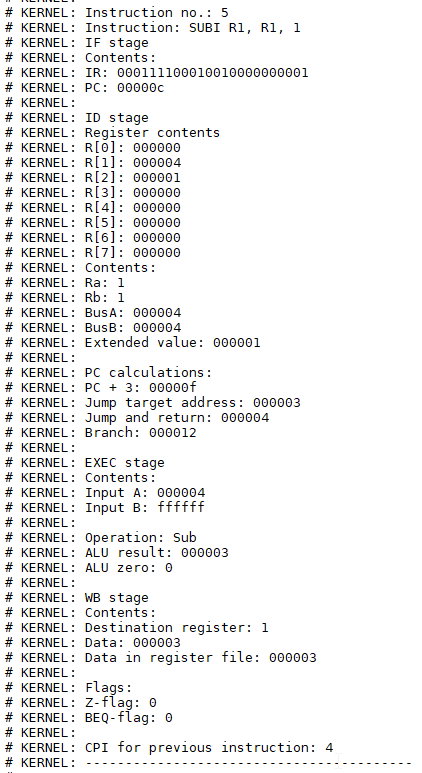 # KERNEL: Instruction no.: 5
# KERNEL: Instruction: SUBI R1, R1, 1
# KERNEL: IF stage
# KERNEL: Contents:
# KERNEL: IR: 000111100010010000000001
# KERNEL: PC: 00000c
# KERNEL:
# KERNEL: ID stage
# KERNEL: Register contents
# KERNEL: R[0]: 000000
# KERNEL: R[1]: 000004
# KERNEL: R[2]: 000001
# KERNEL: R[3]: 000000
# KERNEL: R[4]: 000000
# KERNEL: R[5]: 000000
# KERNEL: R[6]: 000000
# KERNEL: R[7]: 000000
# KERNEL: Contents:
# KERNEL: Ra: 1
# KERNEL: Rb: 1
# KERNEL: BusA: 000004
# KERNEL: BusB: 000004
# KERNEL: Extended value: 000001
# KERNEL:
# KERNEL: PC calculations:
# KERNEL: PC + 3: 00000f
# KERNEL: Jump target address: 000003
# KERNEL: Jump and return: 000004
# KERNEL: Branch: 000012
# KERNEL:
# KERNEL: EXEC stage
# KERNEL: Contents:
# KERNEL: Input A: 000004
# KERNEL: Input B: ffffff
# KERNEL:
# KERNEL: Operation: Sub
# KERNEL: ALU result: 000003
# KERNEL: ALU zero: 0
# KERNEL:
# KERNEL: WB stage
# KERNEL: Contents:
# KERNEL: Destination register: 1
# KERNEL: Data: 000003
# KERNEL: Data in register file: 000003
# KERNEL:
# KERNEL: Flags:
# KERNEL: Z-flag: 0
# KERNEL: BEQ-flag: 0
# KERNEL:
# KERNEL: CPI for previous instruction: 4
# KERNEL: -----------------------------------------